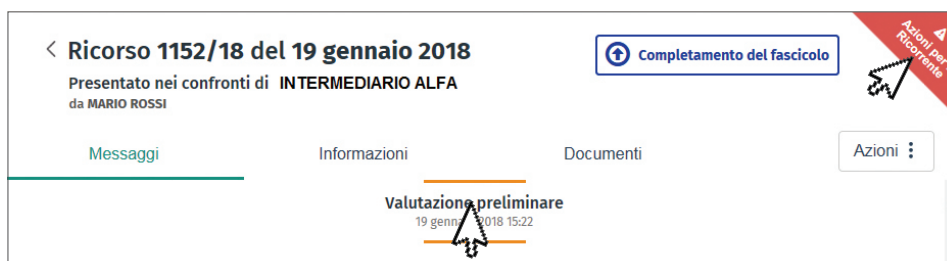 Ricorso 1152/18 del 19 gennaio 2018
Presentato nei confronti di INTERMEDIARIO ALFA
da MARIO ROSSI
Completamento del fascicolo
Azioni per
Ricorrente
Messaggi
Informazioni
Documenti
Azioni
Valutazione preliminare
19 gennaio 2018 15:22